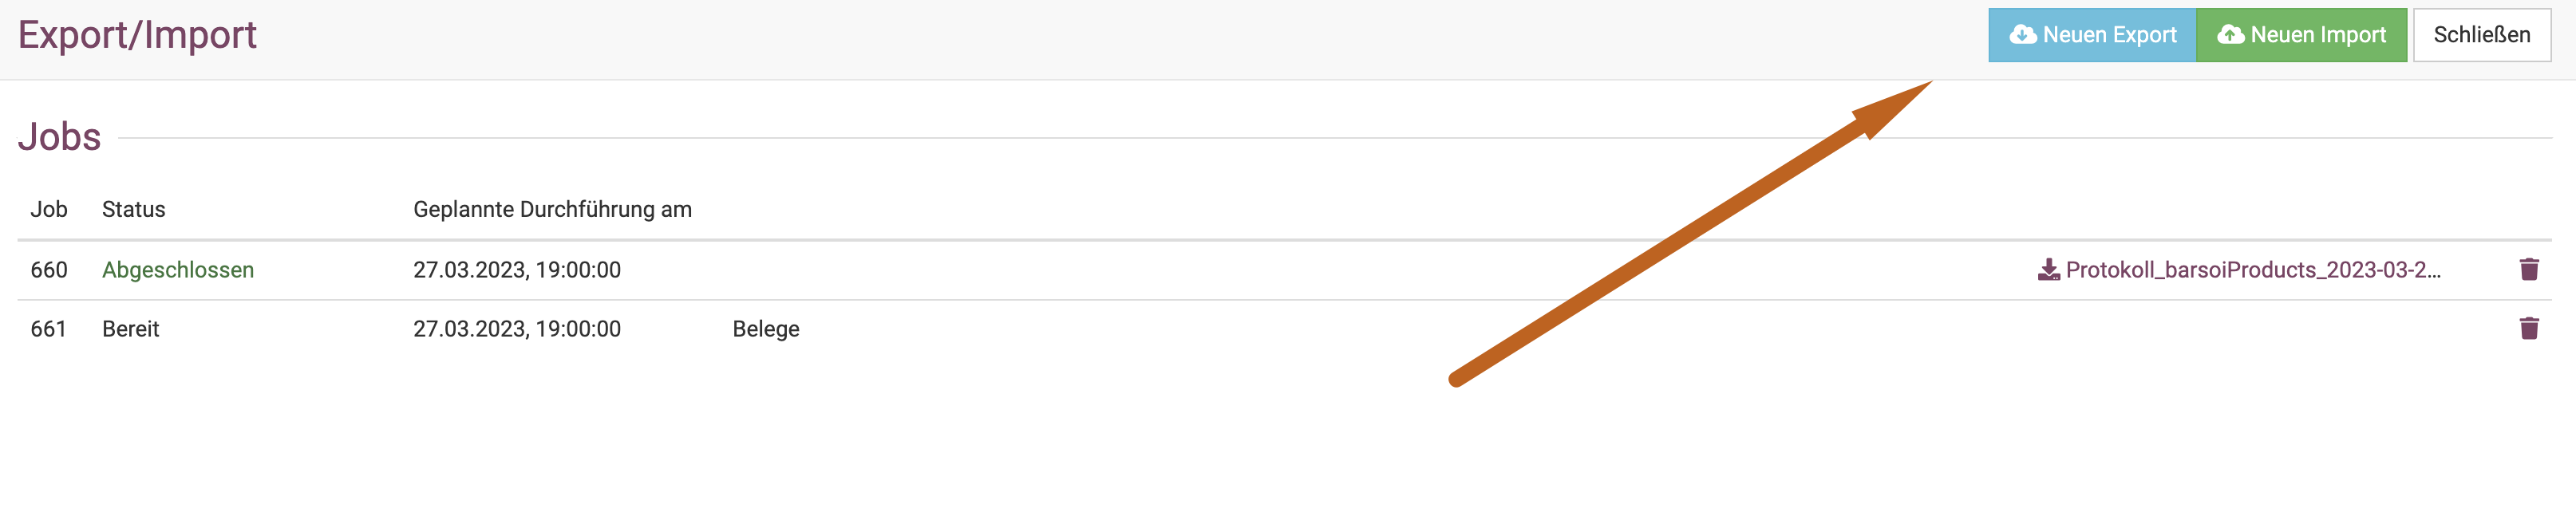 Export/Import
Neuen Export
Neuen Import
Schließen
Jobs
Job Status Geplannte Durchführung am
660 Abgeschlossen 27.03.2023, 19:00:00 Protokoll_barsoiProducts_2023-03-2...
661 Bereit 27.03.2023, 19:00:00 Belege